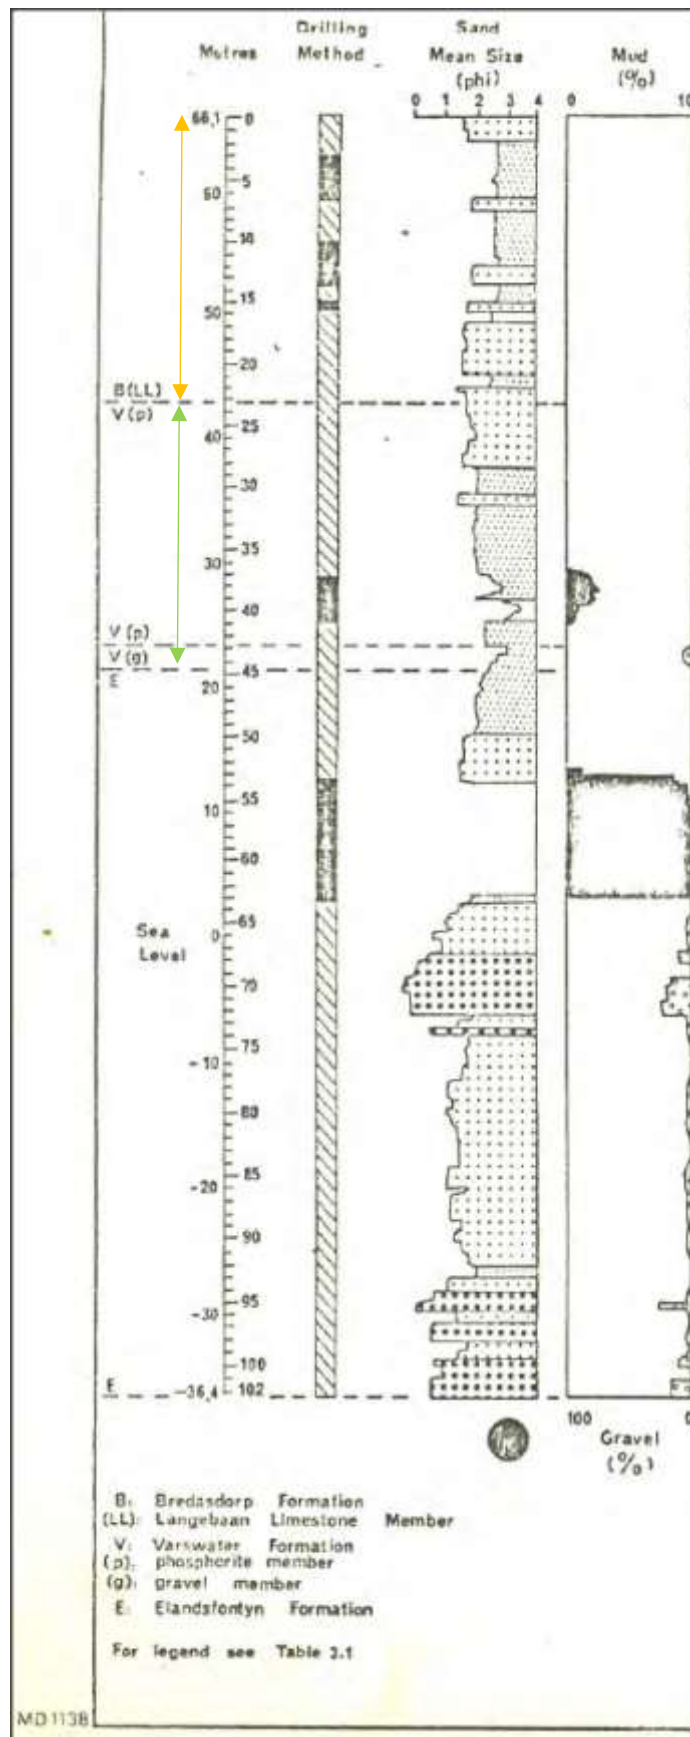 Drilling Sand
Metres Method Mean Size Mud
(phi) (%)
0 1 2 3 4 0 10
66,1 0
5
60
10
15
50
20
B(LL)
V(p)
25
40
30
35
30
40
V(p)
V(g)
E
45
20
50
10
55
60
Sea
Level
0
65
70
75
-10
80
85
-20
90
95
-30
100
E
-36,4 102
100 0
Gravel
(%)
B: Bredasdorp Formation
(LL): Langebaan Limestone Member
V: Varswater Formation
(p): phosphorite member
(g): gravel member
E: Elandsfontyn Formation
For legend see Table 3.1
MD1138